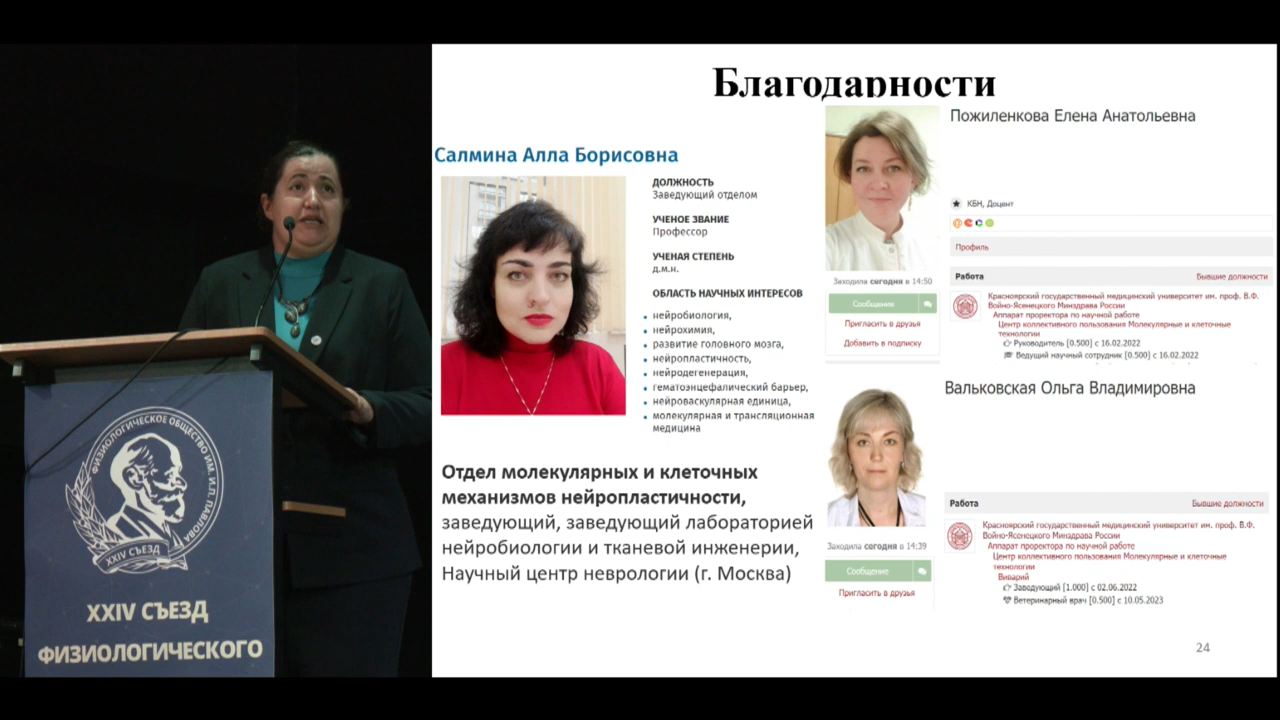 Благодарности
Салмина Алла Борисовна
ДОЛЖНОСТЬ
Заведующий отделом
УЧЕНОЕ ЗВАНИЕ
Профессор
УЧЕНАЯ СТЕПЕНЬ
д.м.н.
ОБЛАСТЬ НАУЧНЫХ ИНТЕРЕСОВ
нейробиология,
нейрохимия,
развитие головного мозга,
нейропластичность,
нейродегенерация,
гематоэнцефалический барьер,
нейроваскулярная единица,
молекулярная и трансляционная
медицина
Отдел молекулярных и клеточных
механизмов нейропластичности,
заведующий, заведующий лабораторией
нейробиологии и тканевой инженерии,
Научный центр неврологии (г. Москва)
Пожиленкова Елена Анатольевна
КБН, Доцент
Профиль
Работа Бывшие должности
Красноярский государственный медицинский университет им. проф. В.Ф.
Войно-Ясенецкого Минздрава России
Аппарат проректора по научной работе
Центр коллективного пользования Молекулярные и клеточные
технологии
Руководитель [0.500] с 16.02.2022
Ведущий научный сотрудник [0.500] с 16.02.2022
Заходила сегодня в 14:50
Сообщение
Пригласить в друзья
Добавить в подписку
Вальковская Ольга Владимировна
Работа Бывшие должности
Красноярский государственный медицинский университет им. проф. В.Ф.
Войно-Ясенецкого Минздрава России
Аппарат проректора по научной работе
Центр коллективного пользования Молекулярные и клеточные
технологии
Виварий
Заведующий [1.000] с 02.06.2022
Ветеринарный врач [0.500] с 10.05.2023
Заходила сегодня в 14:39
Сообщение
Пригласить в друзья
24
ФИЗИОЛОГИЧЕСКОЕ ОБЩЕСТВО ИМ. И.П. ПАВЛОВА
XXIV СЪЕЗД
XXIV СЪЕЗД
ФИЗИОЛОГИЧЕСКОГО